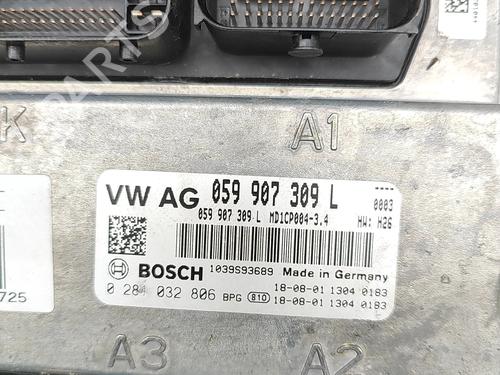 K
A1
VW AG 059 907 309 L
0003
059 907 309 L MD1CP004-3.4 HW: H26
BOSCH 1039S93689 Made in Germany
0 281 032 806 BPG 810
18-08-01 1304 0183
18-08-01 1304 0183
725
A3
A2